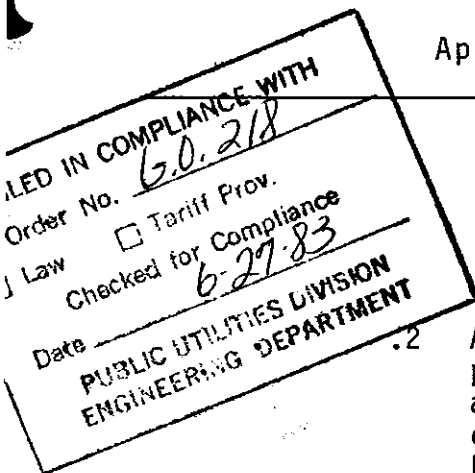 Ap
LED IN COMPLIANCE WITH
Order No. G.O. 218
Law ☐ Tariff Prov.
Checked for Compliance
Date 6-27-83
PUBLIC UTILITIES DIVISION
ENGINEERING DEPARTMENT
.2 A